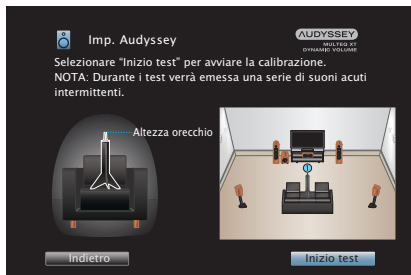 Imp. Audyssey
AUDYSSEY
MULTEQ XT
DYNAMIC VOLUME
Selezionare “Inizio test” per avviare la calibrazione.
NOTA: Durante i test verrà emessa una serie di suoni acuti
intermittenti.
Altezza orecchio
1
Indietro
Inizio test